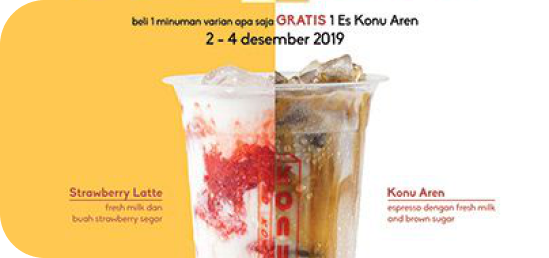 beli 1 minuman varian apa saja GRATIS 1 Es Konu Aren
2 - 4 desember 2019
Strawberry Latte
fresh milk dan
buah strawberry segar
Konu Aren
espresso dengan fresh milk
and brown sugar